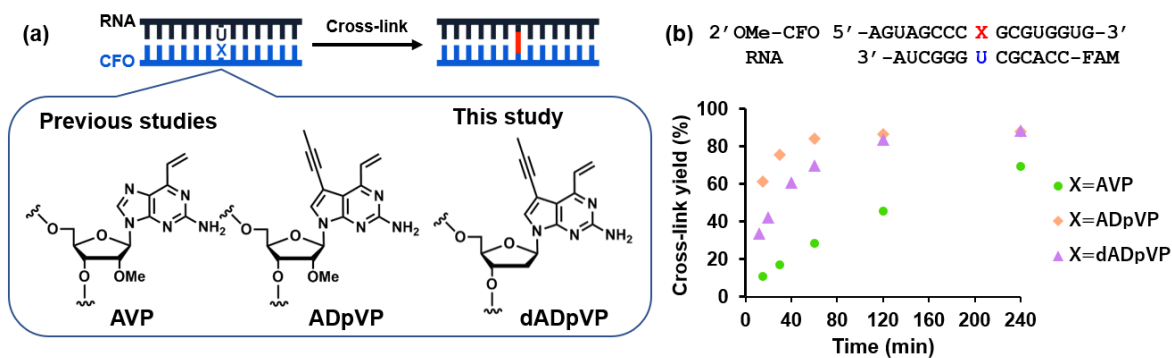 (a)
RNA
U
X
CFO
Cross-link
Previous studies
This study
N
N
N
N
NH₂
O
O
O
OMe
AVP
N
N
N
NH₂
O
O
O
OMe
ADpVP
N
N
N
NH₂
O
O
O
dADpVP
(b)
2’OMe-CFO 5’-AGUAGCCC X GCGUGGUG-3’
RNA 3’-AUCGGG U CGCACC-FAM
Cross-link yield (%)
100
80
60
40
20
0
0 40 80 120 160 200 240
Time (min)
X=AVP
X=ADpVP
X=dADpVP